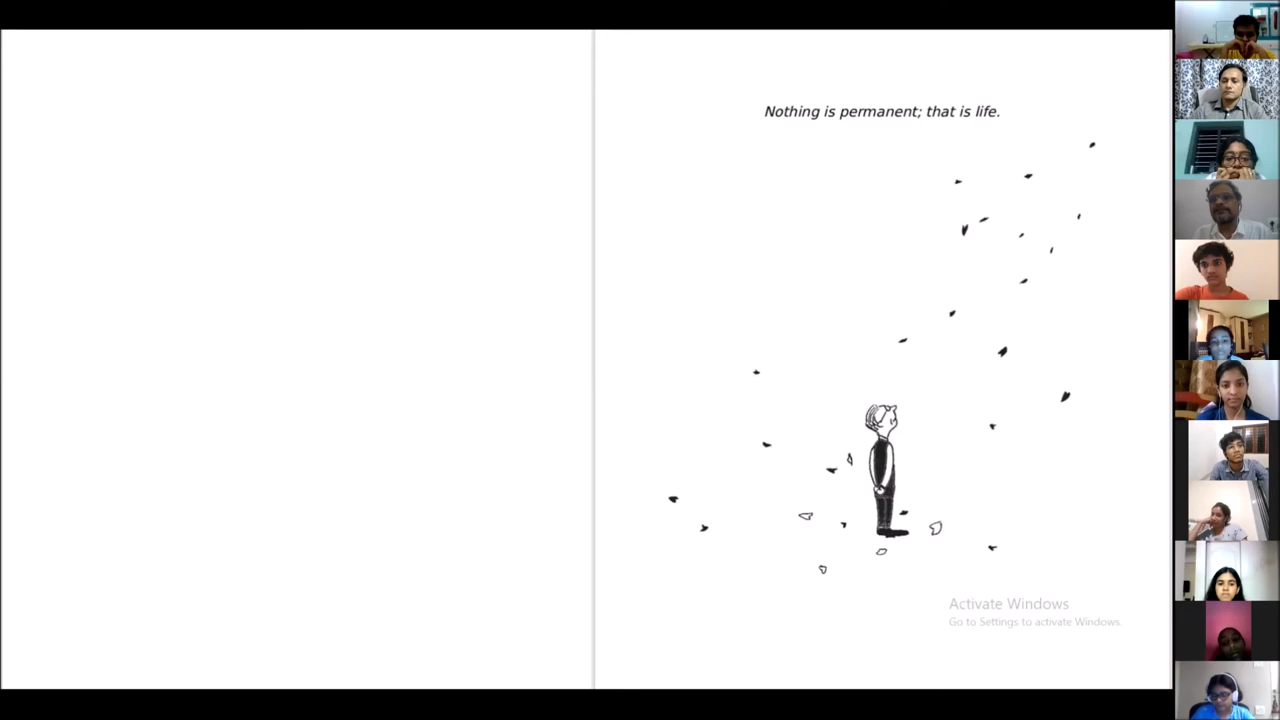 Nothing is permanent; that is life.
Activate Windows
Go to Settings to activate Windows.